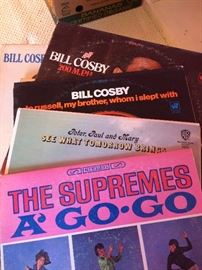 BILL COSBY
BILL COSBY
200 M.P.H.
BILL COSBY
to russell, my brother, whom i slept with
Peter, Paul and Mary
SEE WHAT TOMORROW BRINGS
THE SUPREMES
A' GO-GO